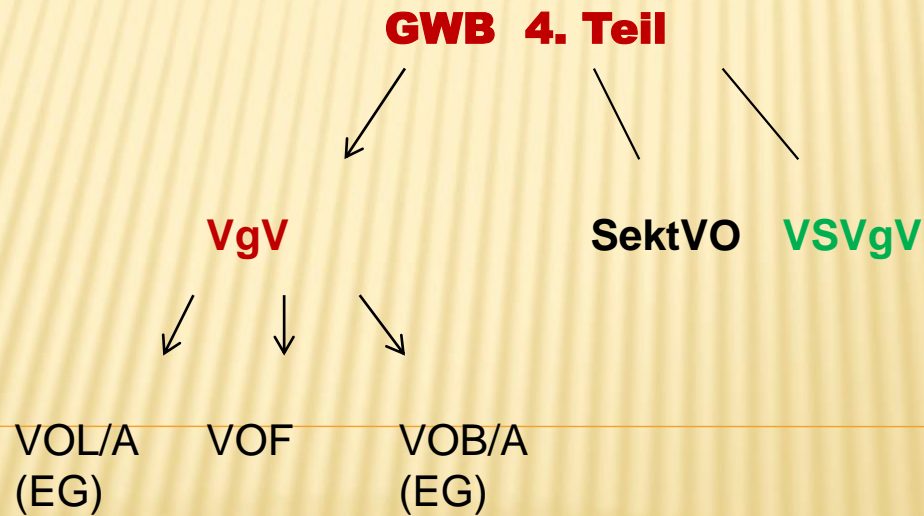 GWB 4. Teil
VgV SektVO VSVgV
VOL/A VOF VOB/A
(EG) (EG)